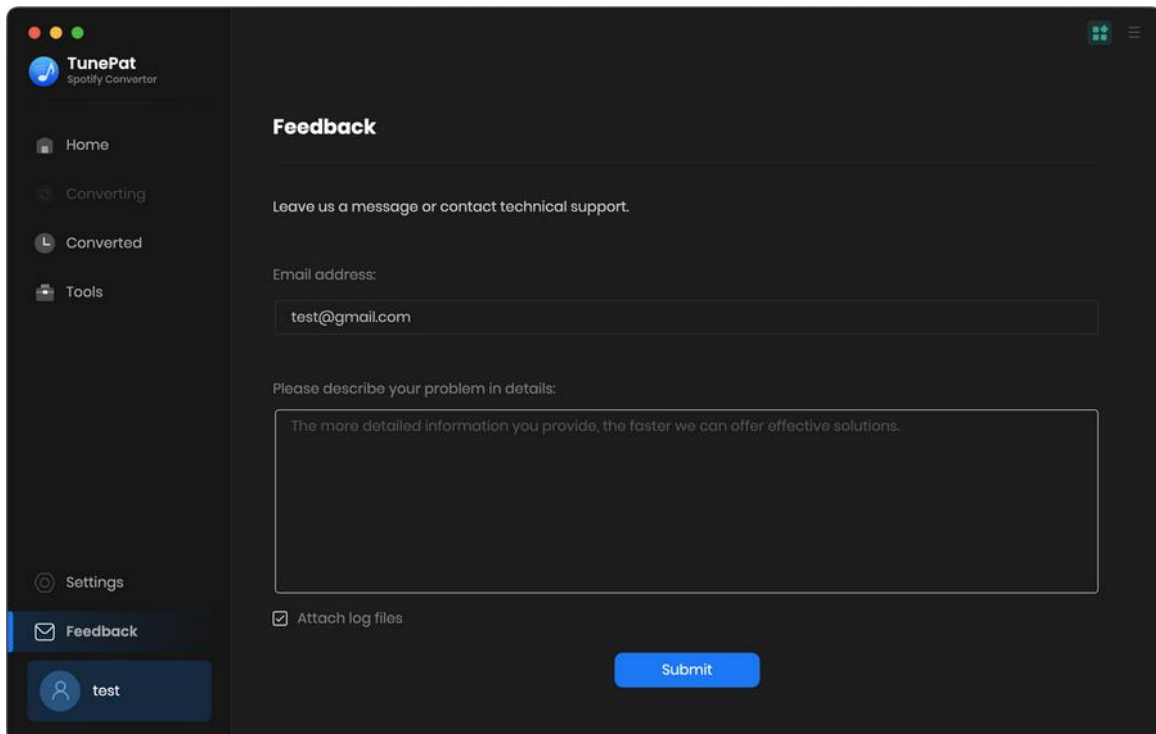 TunePat
Spotify Converter
Home
Converting
Converted
Tools
Settings
Feedback
test
Feedback
Leave us a message or contact technical support.
Email address:
test@gmail.com
Please describe your problem in details:
The more detailed information you provide, the faster we can offer effective solutions.
Attach log files
Submit